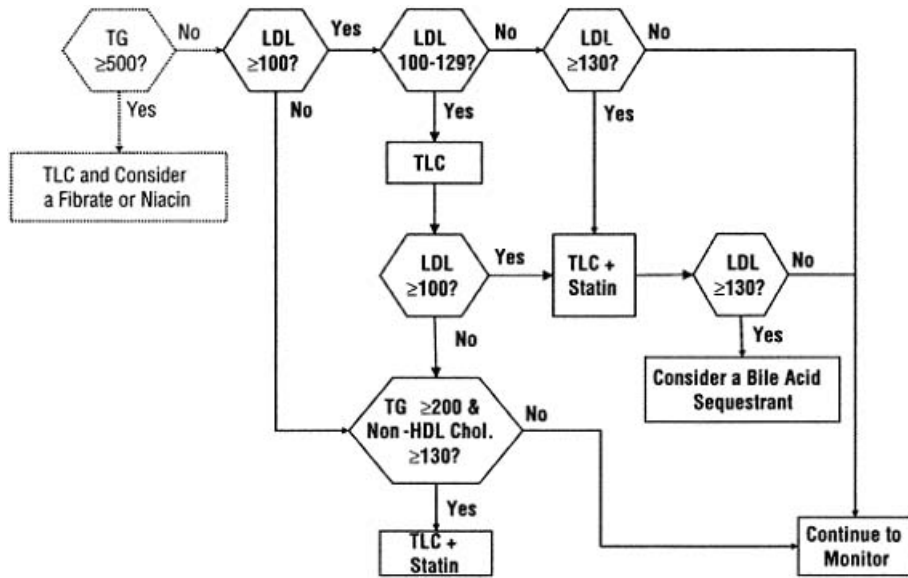 TG
≥500?
No
LDL
≥100?
Yes
LDL
100-129?
No
LDL
≥130?
No
Yes
No
Yes
Yes
TLC and Consider
a Fibrate or Niacin
TLC
LDL
≥100?
Yes
TLC +
Statin
LDL
≥130?
No
No
Yes
Consider a Bile Acid
Sequestrant
TG ≥200 &
Non-HDL Chol.
≥130?
No
Yes
TLC +
Statin
Continue to
Monitor